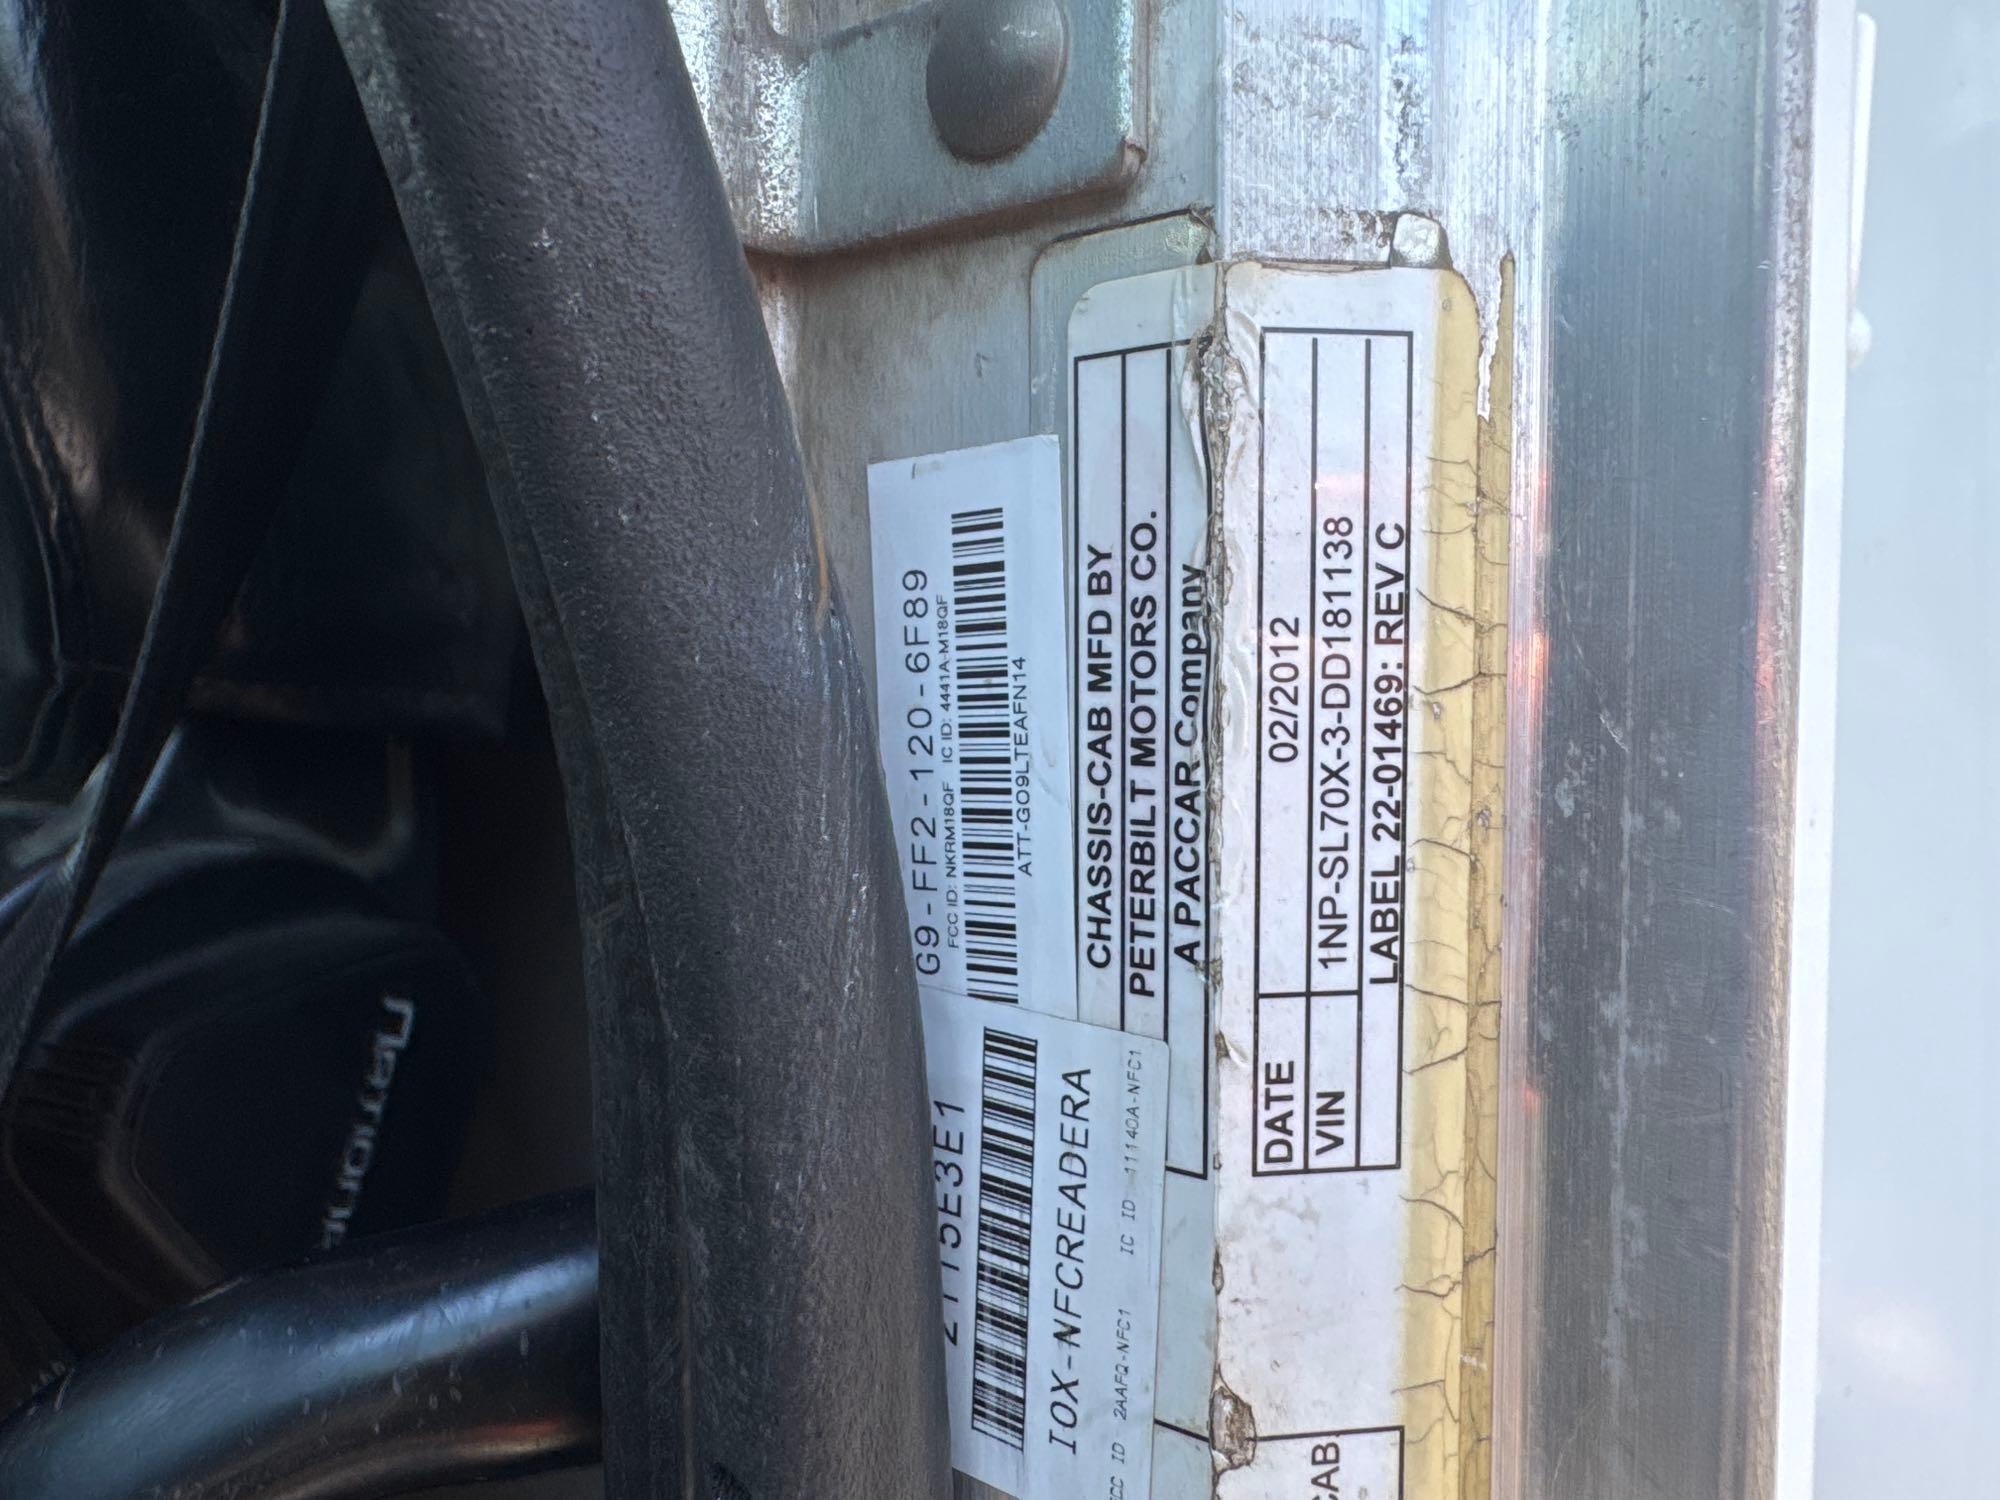 G9-FF2-120-6F89
FCC ID: NKRM18QF IC ID: 4441A-M18QF
ATT-GO9LTEAFN14
IOX-NFCREADERA
ID 2AAFQ-NFC1 IC ID 11140A-NFC1
CHASSIS-CAB MFD BY
PETERBILT MOTORS CO.
A PACCAR Company
DATE 02/2012
VIN 1NP-SL70X-3-DD181138
LABEL 22-01469: REV C
CAB.